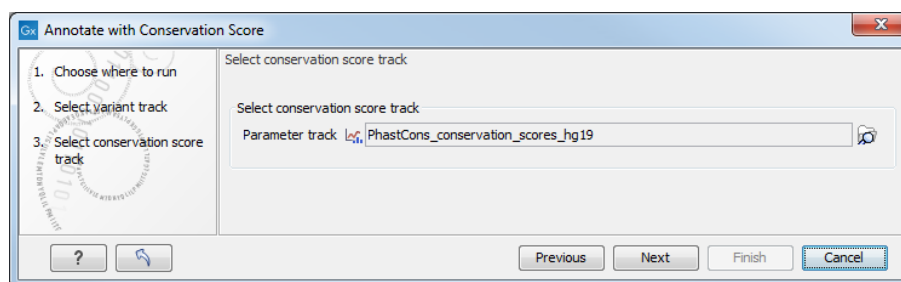 Gx Annotate with Conservation Score
X
1. Choose where to run
2. Select variant track
3. Select conservation score
track
Select conservation score track
Select conservation score track
Parameter track PhastCons_conservation_scores_hg19
? Previous Next Finish Cancel